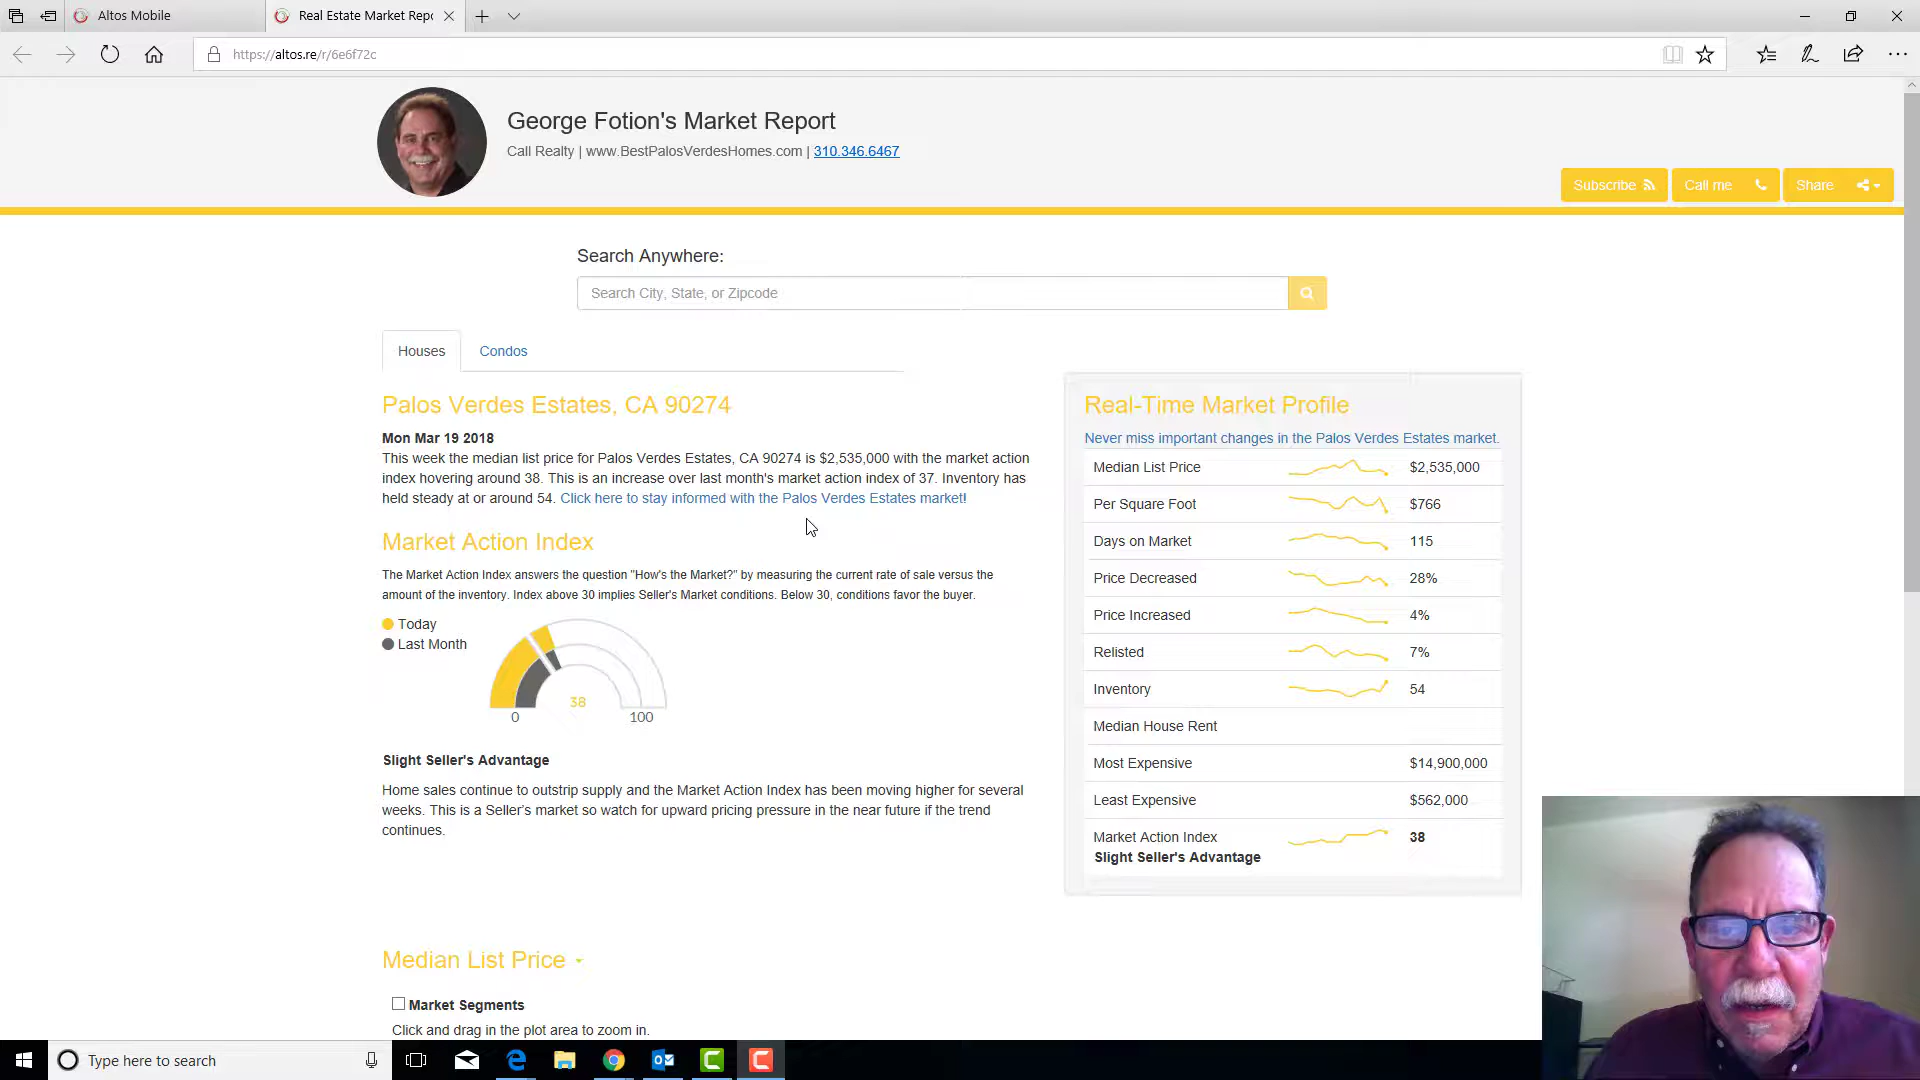 Altos Mobile
Real Estate Market Repo
https://altos.re/r/6e6f72c
George Fotion's Market Report
Call Realty | www.BestPalosVerdesHomes.com | 310.346.6467
Subscribe
Call me
Share
Search Anywhere:
Search City, State, or Zipcode
Houses
Condos
Palos Verdes Estates, CA 90274
Mon Mar 19 2018
This week the median list price for Palos Verdes Estates, CA 90274 is $2,535,000 with the market action
index hovering around 38. This is an increase over last month's market action index of 37. Inventory has
held steady at or around 54. Click here to stay informed with the Palos Verdes Estates market!
Market Action Index
The Market Action Index answers the question "How's the Market?" by measuring the current rate of sale versus the
amount of the inventory. Index above 30 implies Seller's Market conditions. Below 30, conditions favor the buyer.
Today
Last Month
38
0
100
Slight Seller's Advantage
Home sales continue to outstrip supply and the Market Action Index has been moving higher for several
weeks. This is a Seller's market so watch for upward pricing pressure in the near future if the trend
continues.
Real-Time Market Profile
Never miss important changes in the Palos Verdes Estates market.
Median List Price $2,535,000
Per Square Foot $766
Days on Market 115
Price Decreased 28%
Price Increased 4%
Relisted 7%
Inventory 54
Median House Rent
Most Expensive $14,900,000
Least Expensive $562,000
Market Action Index 38
Slight Seller's Advantage
Median List Price
Market Segments
Click and drag in the plot area to zoom in.
Type here to search